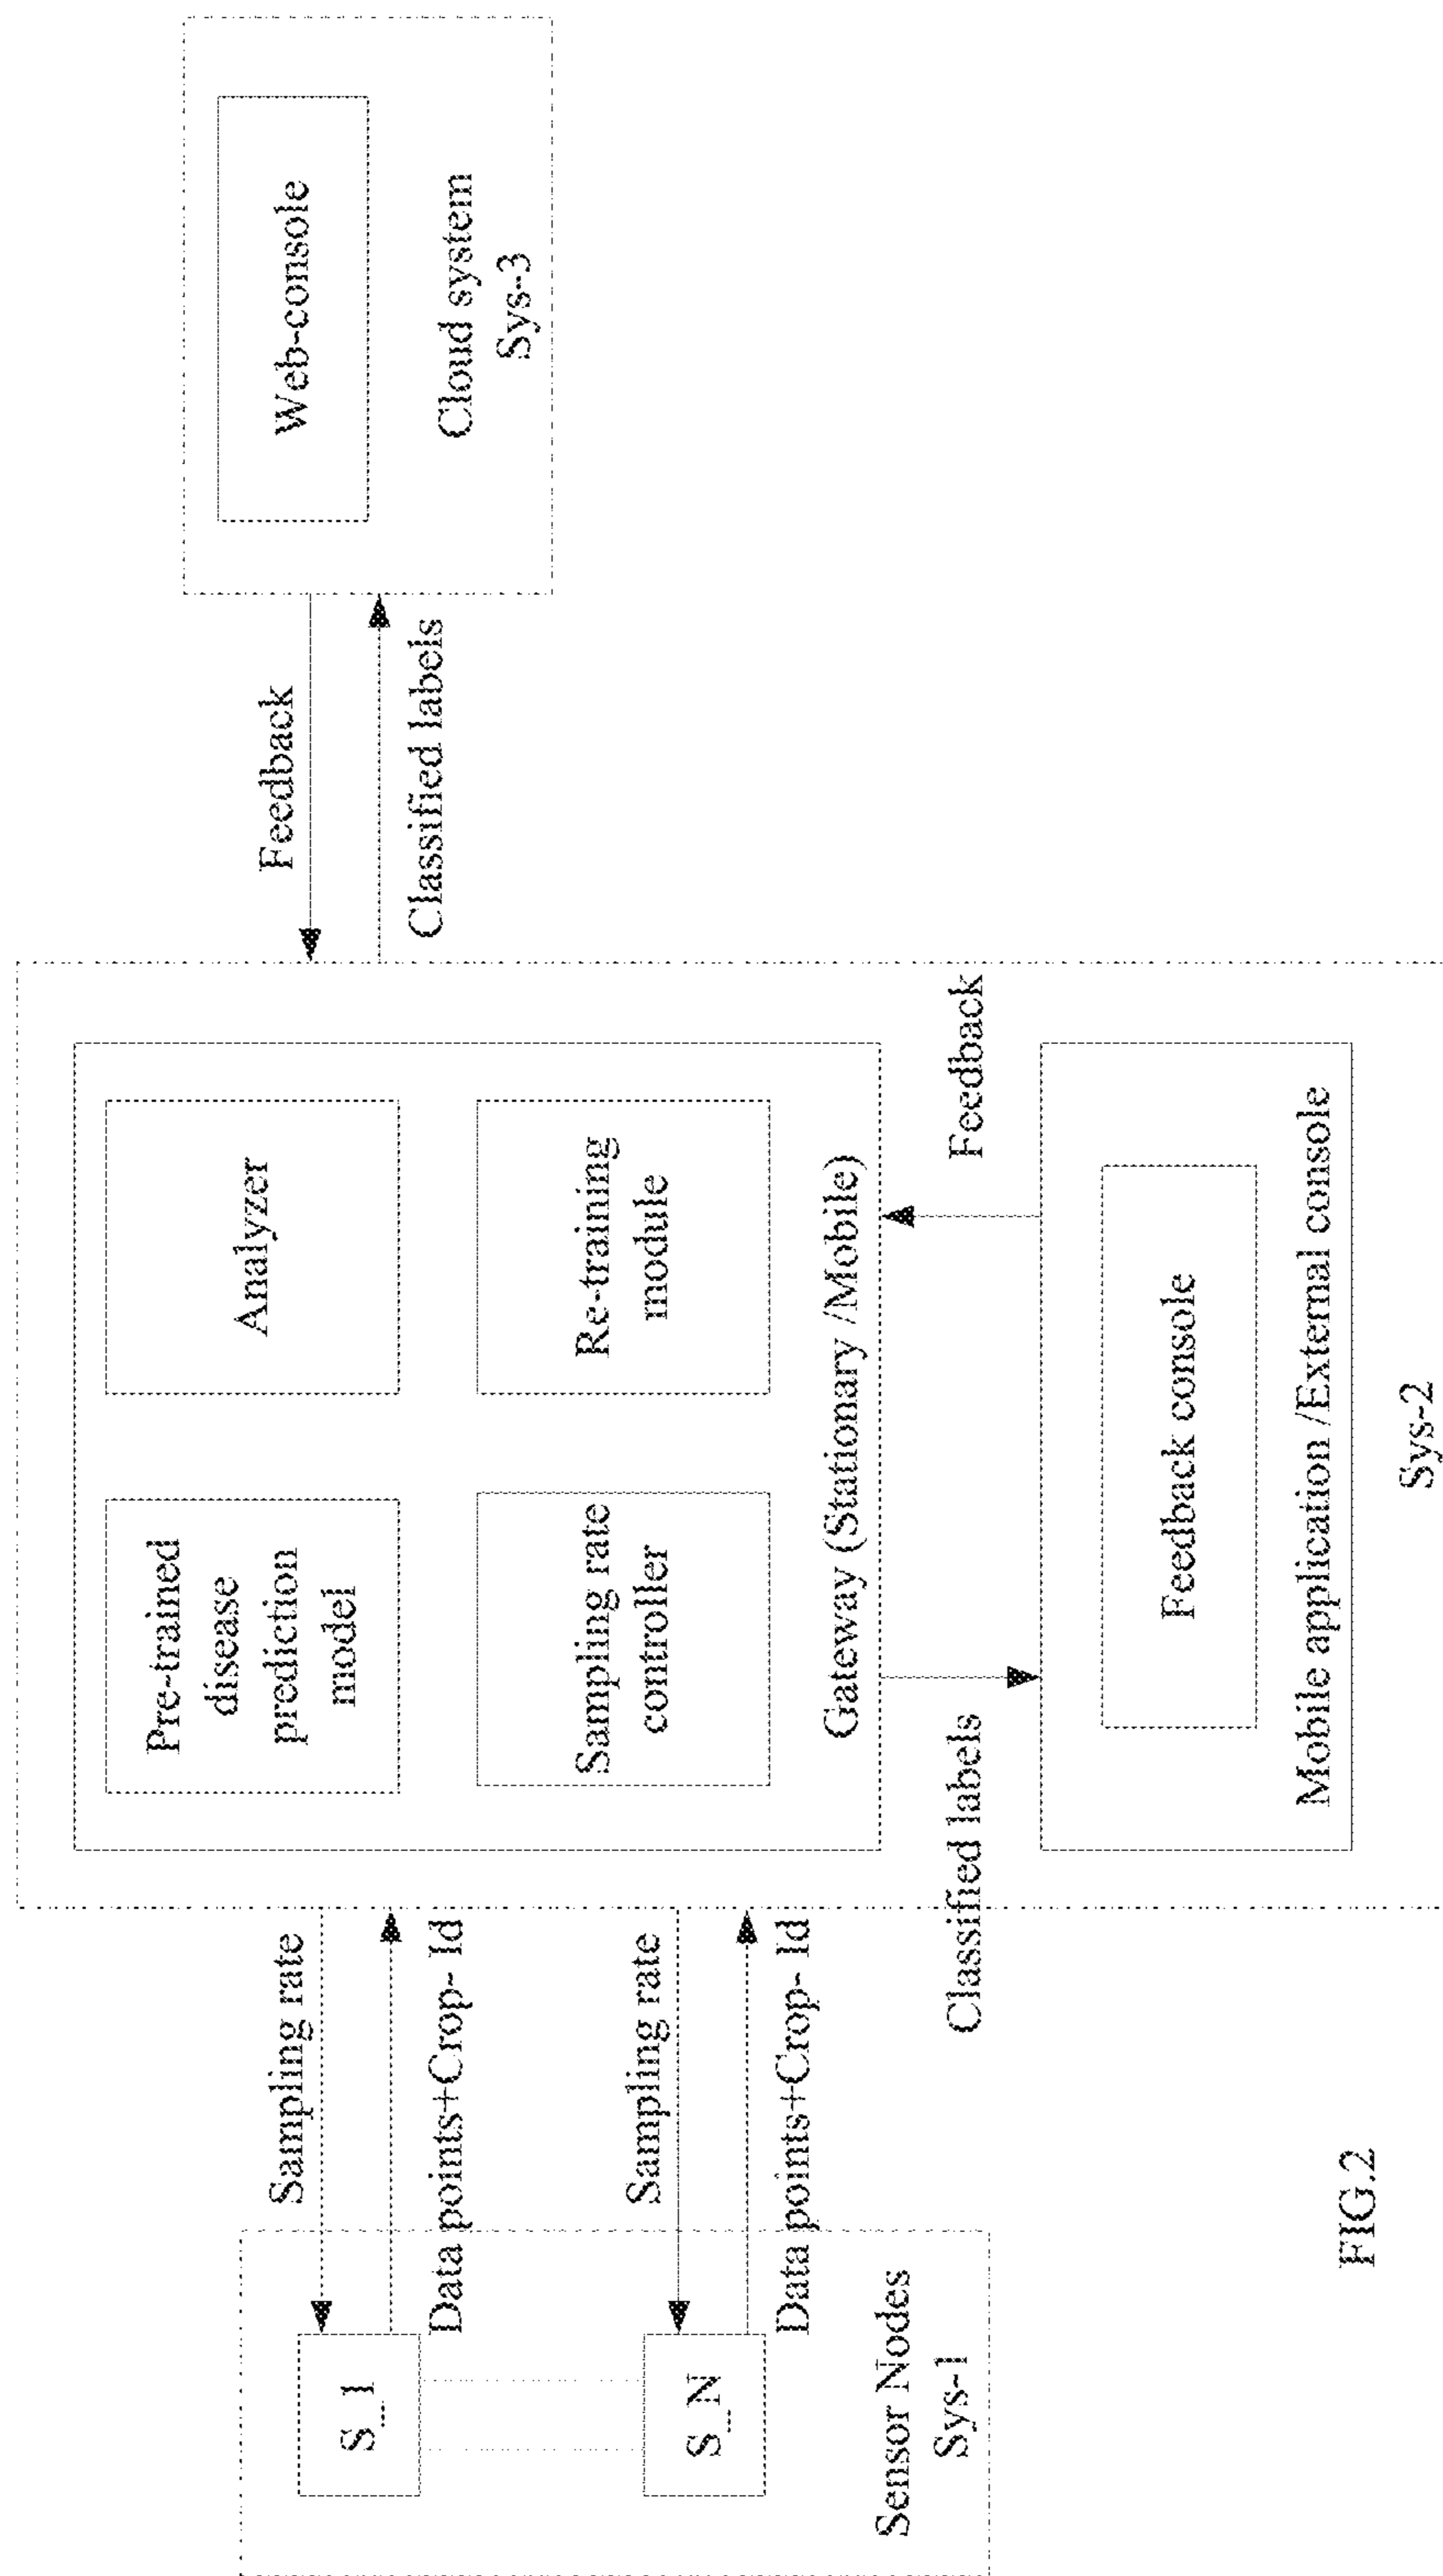 Sampling rate
S_1
Data points+Crop- Id
Sampling rate
S_N
Data points+Crop- Id
Sensor Nodes
Sys-1
Pre-trained
disease
prediction
model
Analyzer
Sampling rate
controller
Re-training
module
Gateway (Stationary /Mobile)
Classified labels
Feedback
Feedback console
Mobile application /External console
Sys-2
Feedback
Classified labels
Web-console
Cloud system
Sys-3
FIG.2